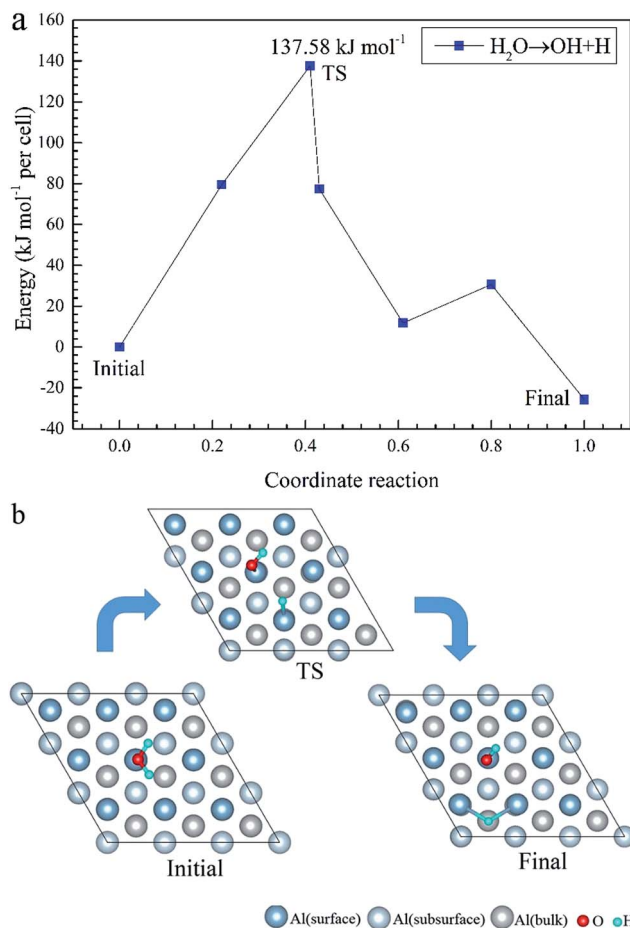 a
160
140
120
100
80
60
40
20
0
-20
-40
Energy (kJ mol⁻¹ per cell)
137.58 kJ mol⁻¹
TS
H₂O→OH+H
Initial
Final
0.0 0.2 0.4 0.6 0.8 1.0
Coordinate reaction
b
TS
Initial
Final
Al(surface) Al(subsurface) Al(bulk) O H